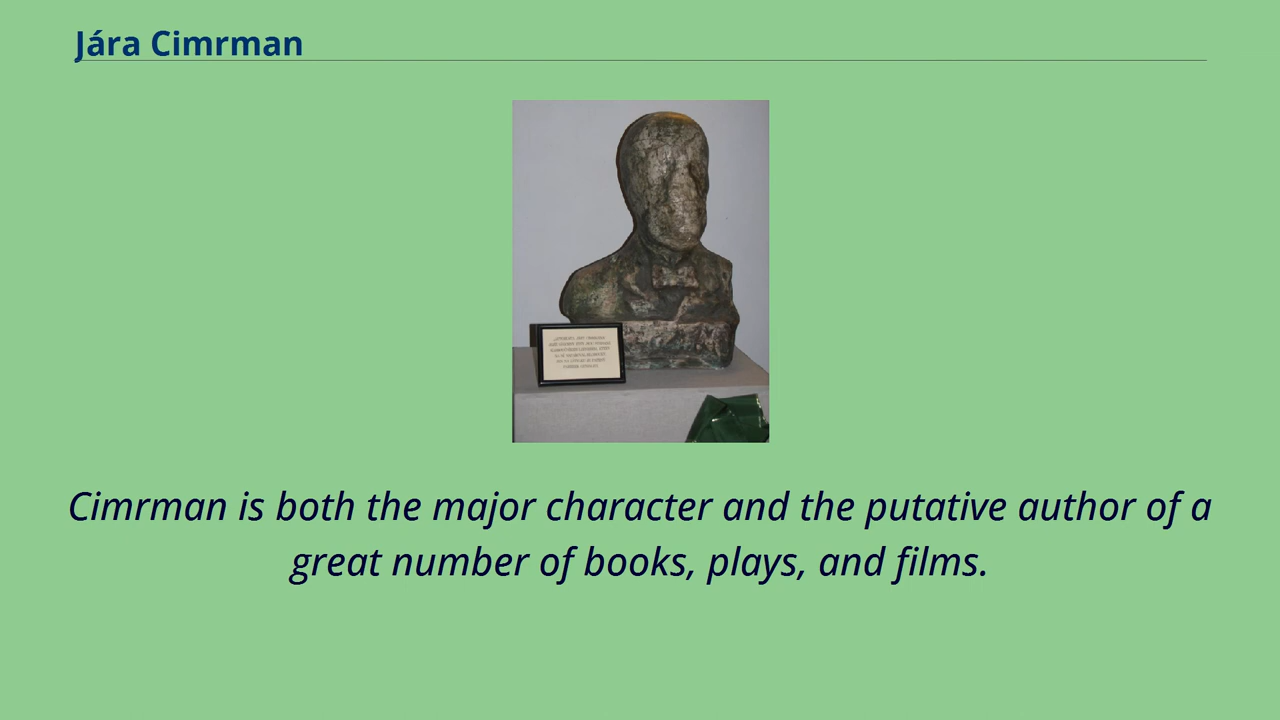 Jára Cimrman
Cimrman is both the major character and the putative author of a
great number of books, plays, and films.